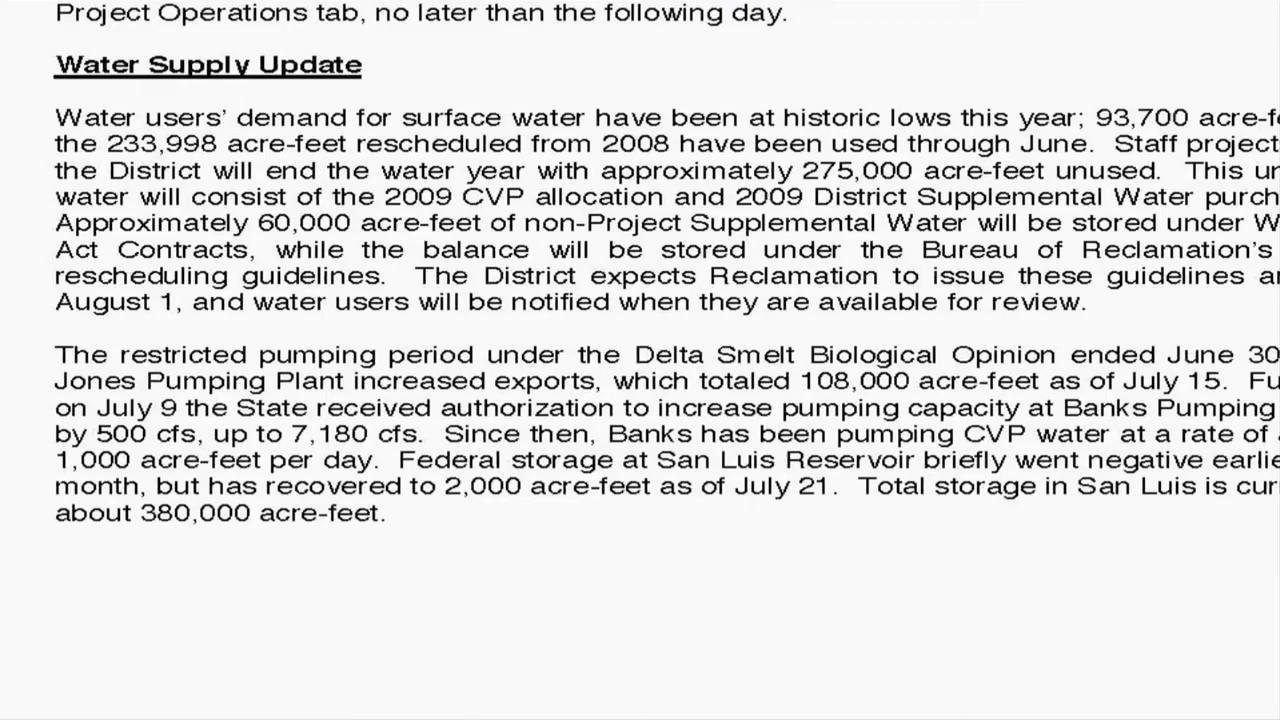 Project Operations tab, no later than the following day.
Water Supply Update
Water users' demand for surface water have been at historic lows this year; 93,700 acre-f
the 233,998 acre-feet rescheduled from 2008 have been used through June. Staff project
the District will end the water year with approximately 275,000 acre-feet unused. This un
water will consist of the 2009 CVP allocation and 2009 District Supplemental Water purch
Approximately 60,000 acre-feet of non-Project Supplemental Water will be stored under W
Act Contracts, while the balance will be stored under the Bureau of Reclamation's
rescheduling guidelines. The District expects Reclamation to issue these guidelines a
August 1, and water users will be notified when they are available for review.
The restricted pumping period under the Delta Smelt Biological Opinion ended June 30
Jones Pumping Plant increased exports, which totaled 108,000 acre-feet as of July 15. Fu
on July 9 the State received authorization to increase pumping capacity at Banks Pumping
by 500 cfs, up to 7,180 cfs. Since then, Banks has been pumping CVP water at a rate of
1,000 acre-feet per day. Federal storage at San Luis Reservoir briefly went negative earlie
month, but has recovered to 2,000 acre-feet as of July 21. Total storage in San Luis is cur
about 380,000 acre-feet.